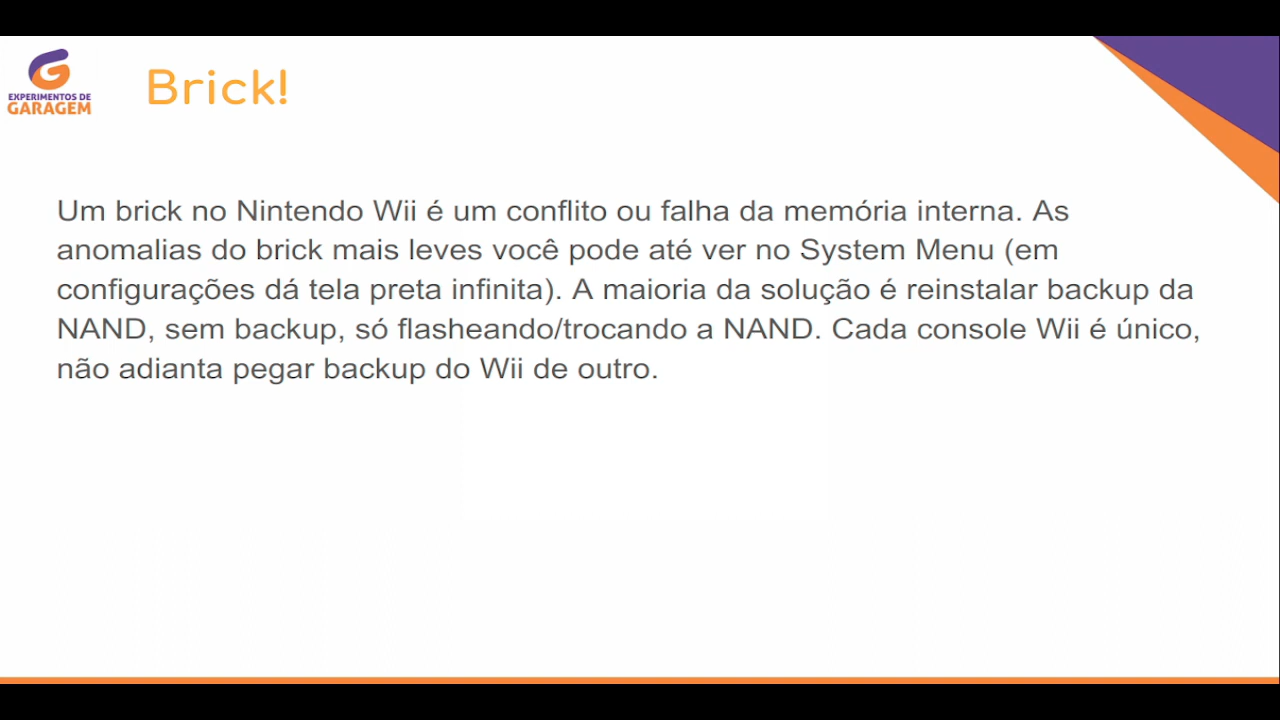 EXPERIMENTOS DE
GARAGEM
Brick!
Um brick no Nintendo Wii é um conflito ou falha da memória interna. As
anomalias do brick mais leves você pode até ver no System Menu (em
configurações dá tela preta infinita). A maioria da solução é reinstalar backup da
NAND, sem backup, só flasheando/trocando a NAND. Cada console Wii é único,
não adianta pegar backup do Wii de outro.